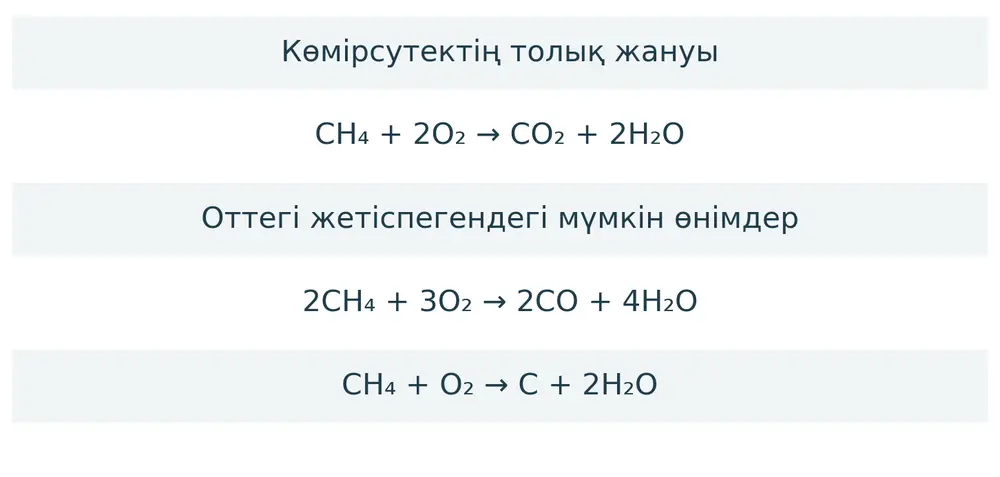 Көмірсутектің толық жануы
CH₄ + 2O₂ → CO₂ + 2H₂O
Оттегі жетіспегендегі мүмкін өнімдер
2CH₄ + 3O₂ → 2CO + 4H₂O
CH₄ + O₂ → C + 2H₂O